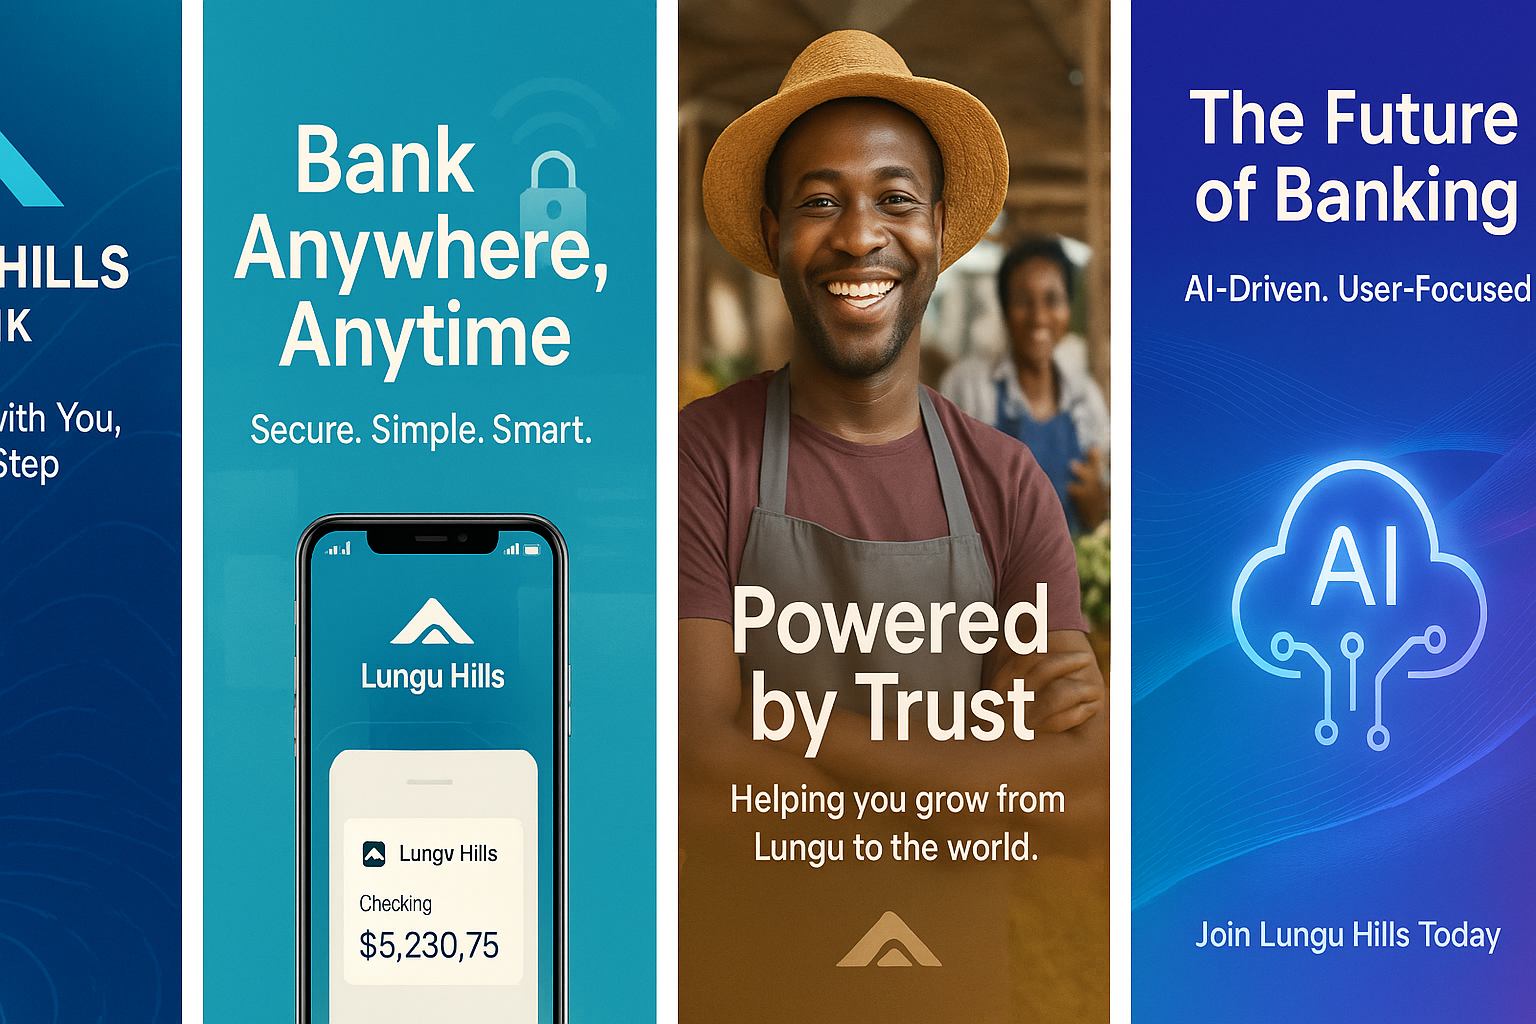 HILLS
NK
with You,
Step
Bank
Anywhere,
Anytime
Secure. Simple. Smart.
Lungu Hills
Lungv Hills
Checking
$5,230,75
Powered
by Trust
Helping you grow from
Lungu to the world.
The Future
of Banking
AI-Driven. User-Focused
AI
Join Lungu Hills Today